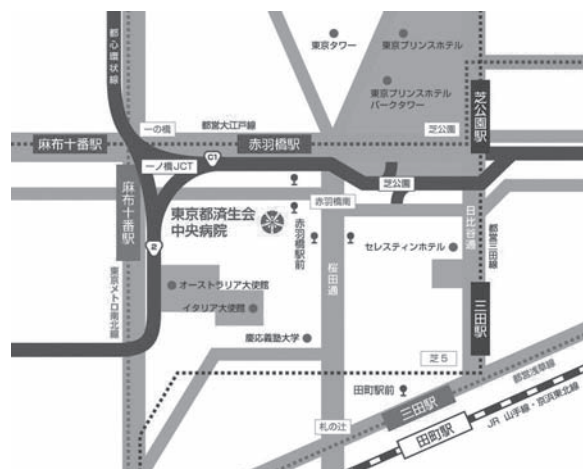 都心環状線
東京タワー
東京プリンスホテル
東京プリンスホテル
パークタワー
芝公園駅
一の橋
都営大江戸線
芝公園
麻布十番駅
赤羽橋駅
一ノ橋JCT
C1
麻布十番駅
芝公園
赤羽橋南
東京都済生会
中央病院
赤羽橋駅前
日比谷通
都営三田線
2
セレスティンホテル
桜田通
オーストラリア大使館
イタリア大使館
東京メトロ南北線
三田駅
慶応義塾大学
芝5
都営浅草線
田町駅前
三田駅
札の辻
田町駅
JR 山手線・京浜東北線